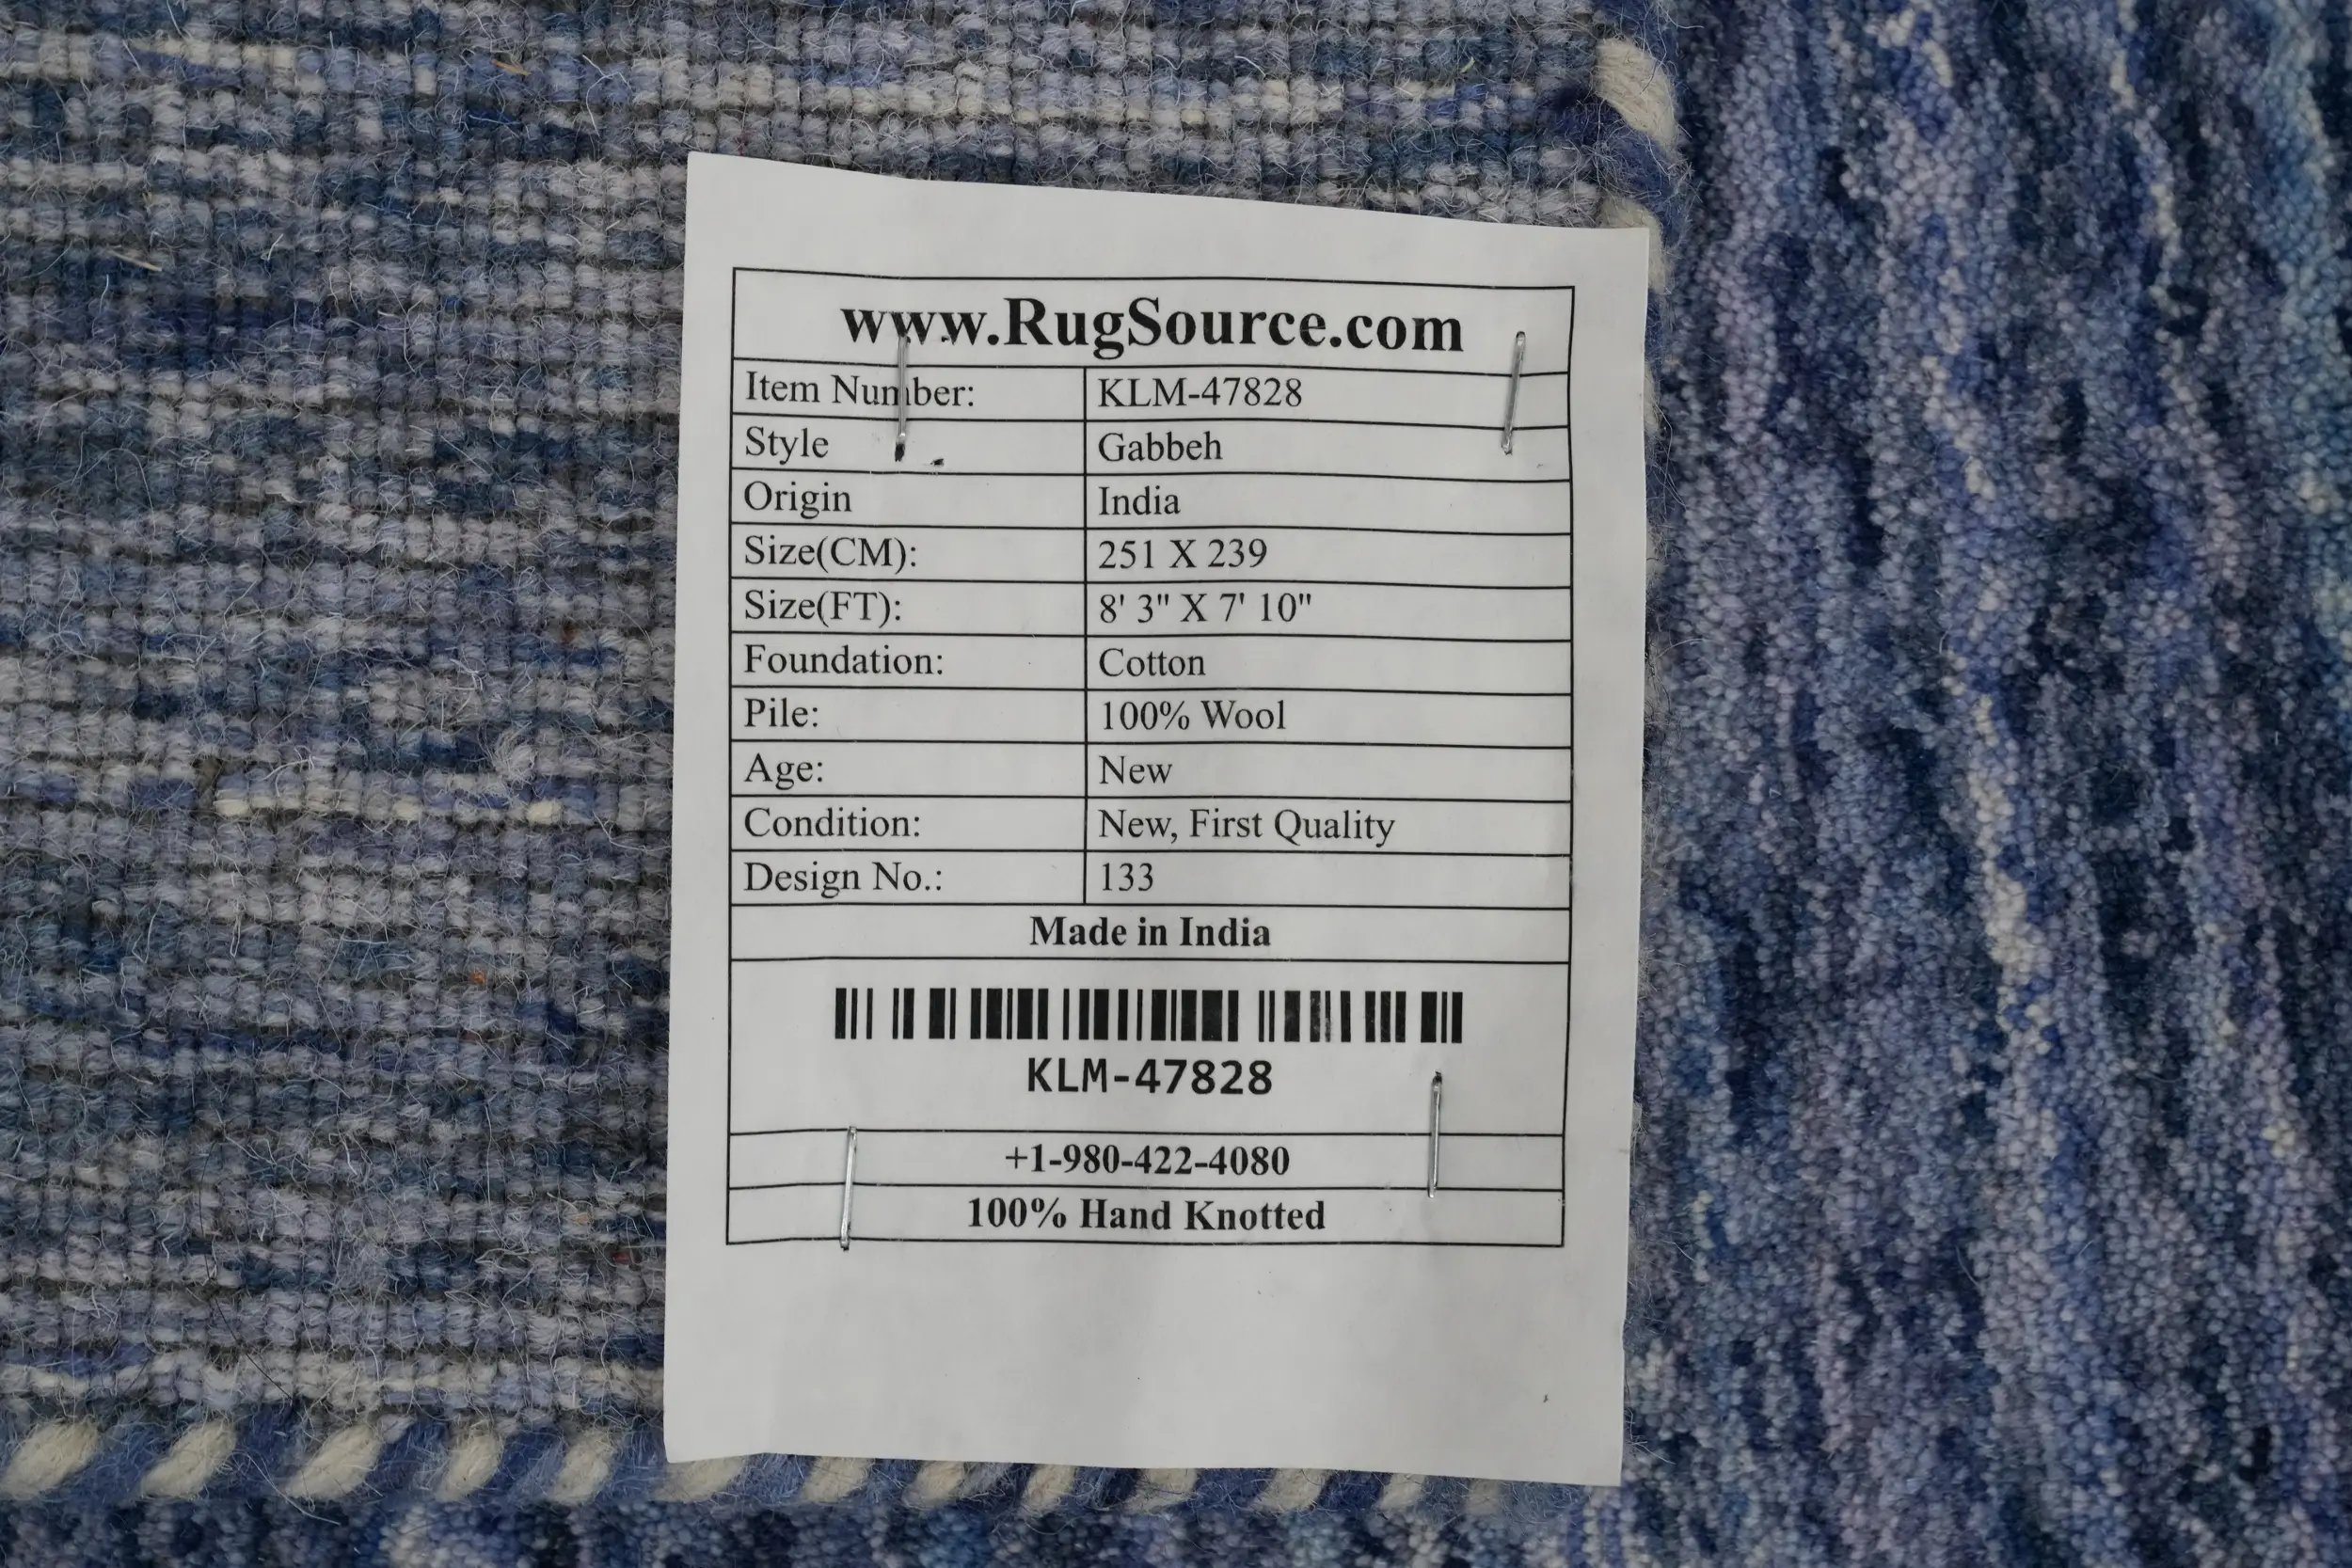 www.RugSource.com
Item Number: KLM-47828
Style Gabbeh
Origin India
Size(CM): 251 X 239
Size(FT): 8' 3" X 7' 10"
Foundation: Cotton
Pile: 100% Wool
Age: New
Condition: New, First Quality
Design No.: 133
Made in India
KLM-47828
+1-980-422-4080
100% Hand Knotted